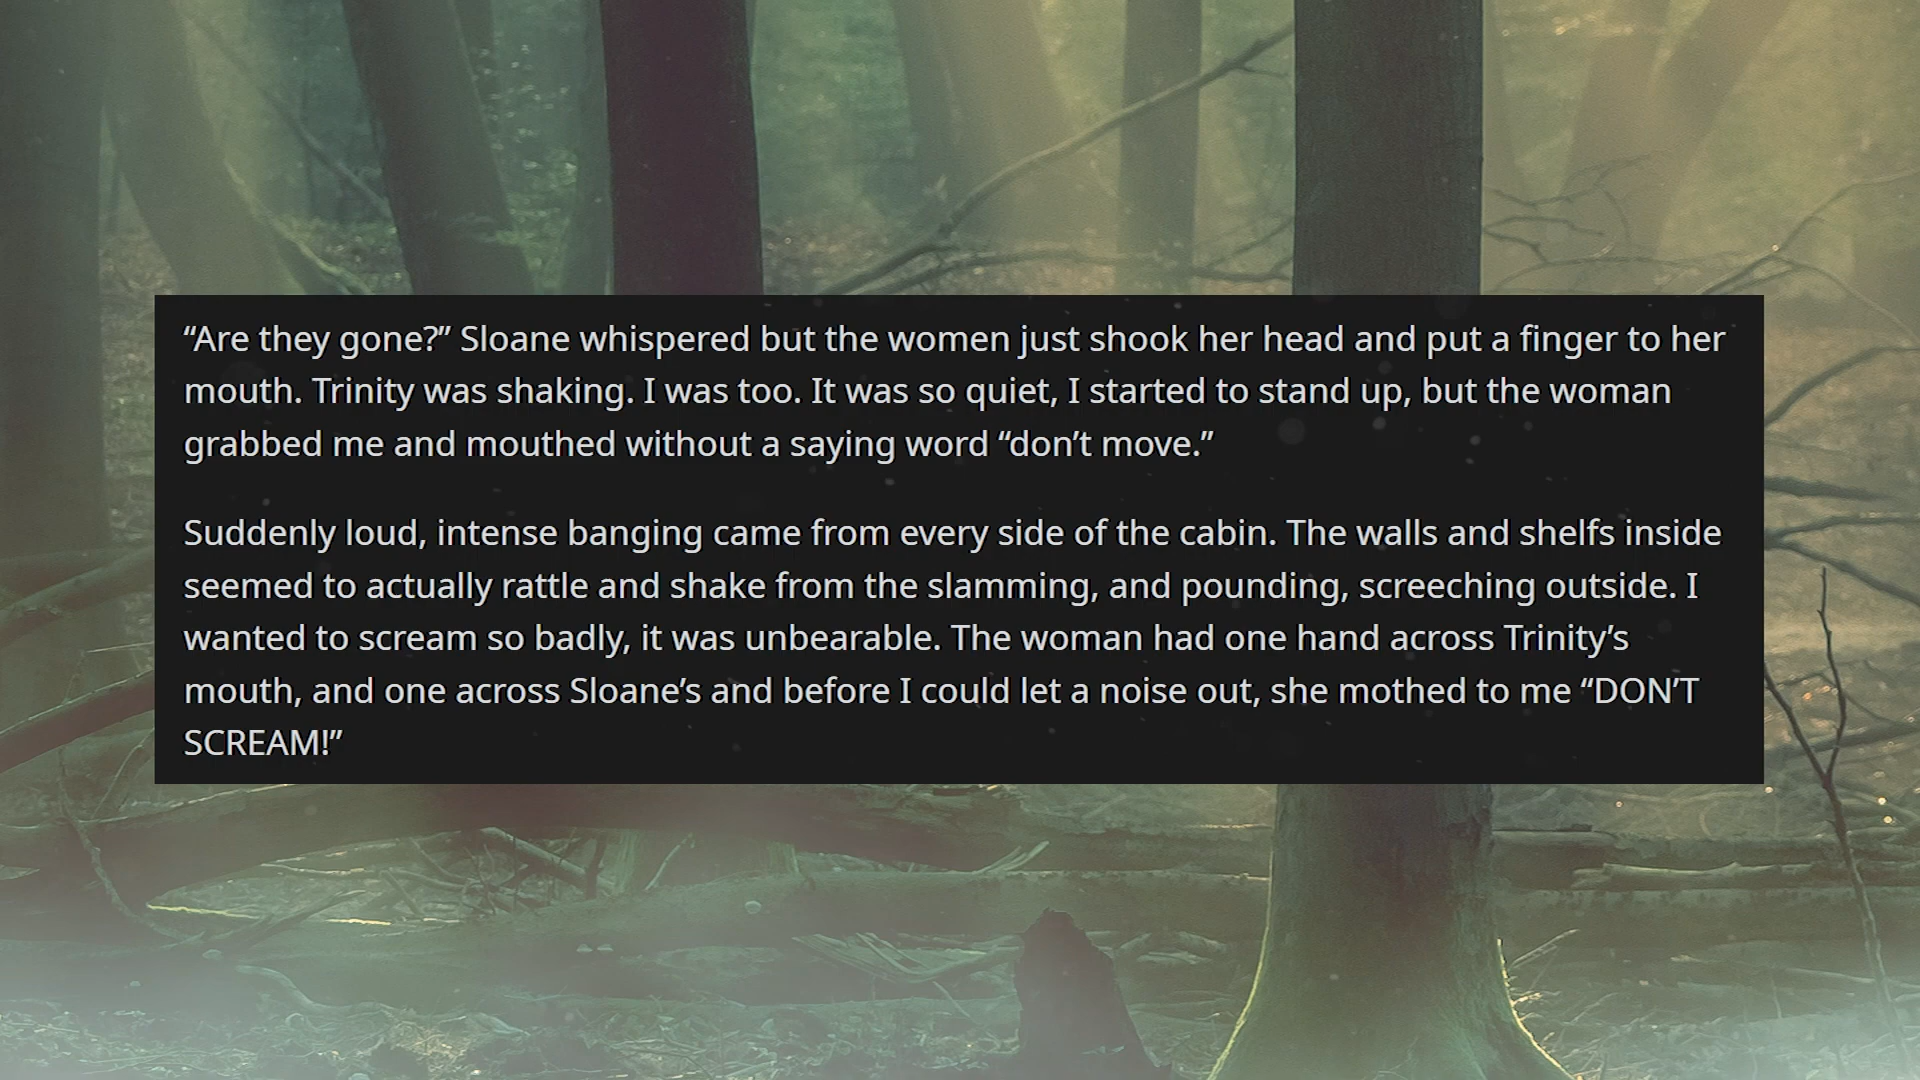 “Are they gone?” Sloane whispered but the women just shook her head and put a finger to her
mouth. Trinity was shaking. I was too. It was so quiet, I started to stand up, but the woman
grabbed me and mouthed without a saying word “don’t move.”
Suddenly loud, intense banging came from every side of the cabin. The walls and shelfs inside
seemed to actually rattle and shake from the slamming, and pounding, screeching outside. I
wanted to scream so badly, it was unbearable. The woman had one hand across Trinity’s
mouth, and one across Sloane’s and before I could let a noise out, she mothed to me “DON’T
SCREAM!”